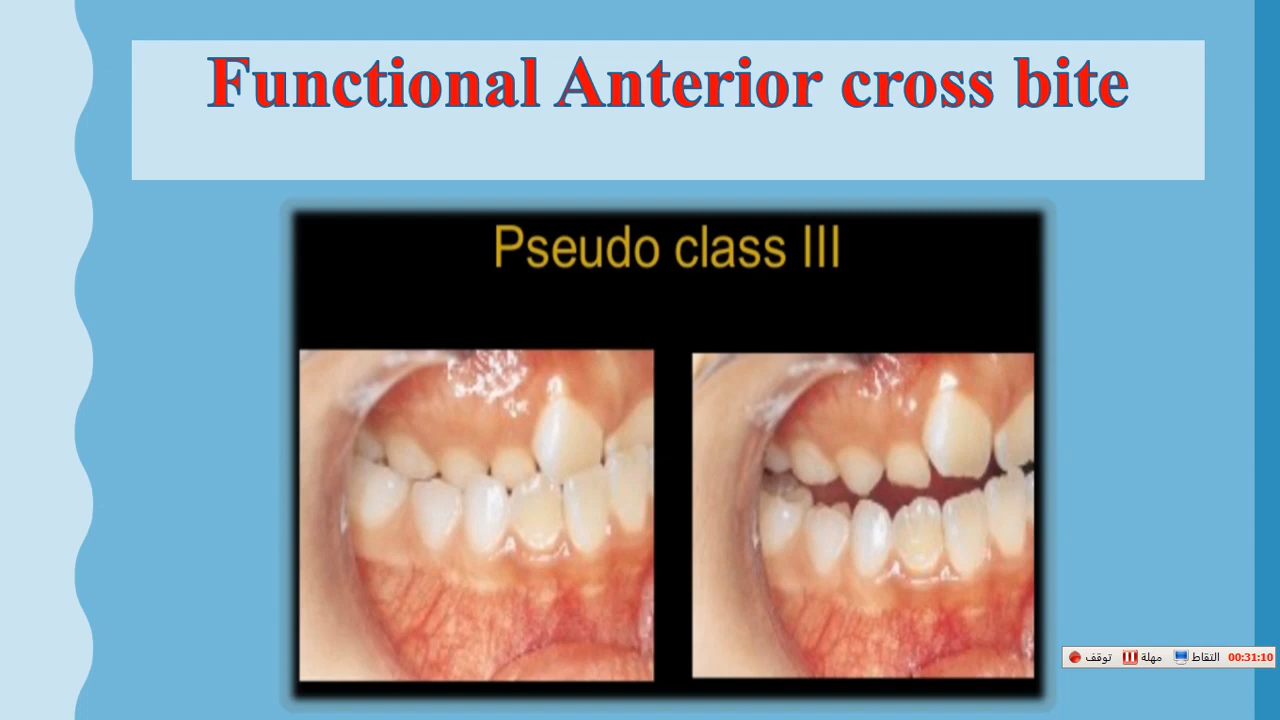 Functional Anterior cross bite
Pseudo class III
توقف مهلة التقاط 00:31:10